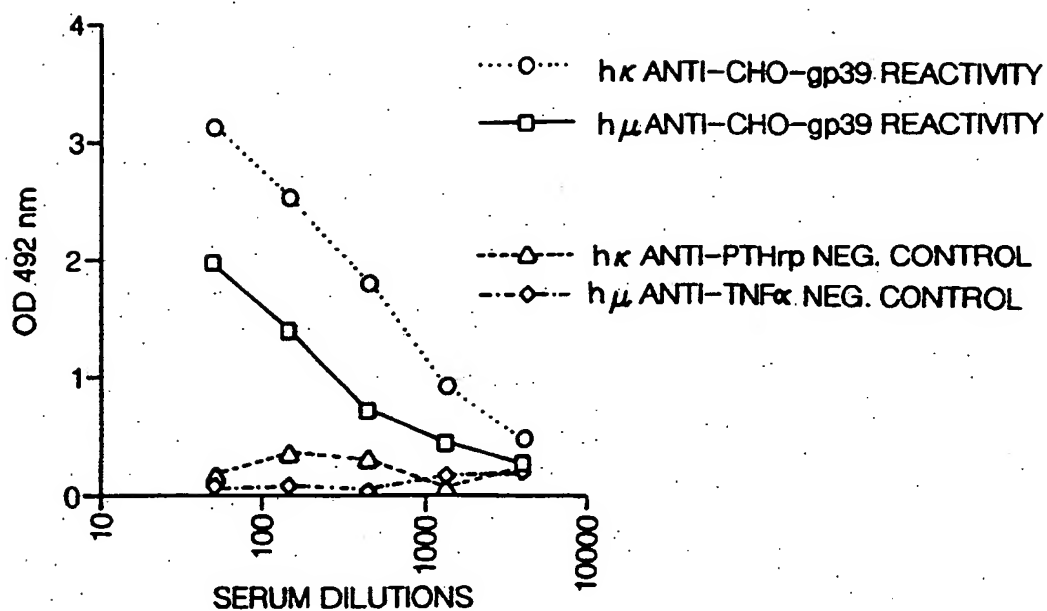 4
3
2
1
0
OD 492 nm
10
100
1000
10000
SERUM DILUTIONS
hκ ANTI-CHO-gp39 REACTIVITY
hμ ANTI-CHO-gp39 REACTIVITY
hκ ANTI-PTHrp NEG. CONTROL
hμ ANTI-TNFα NEG. CONTROL